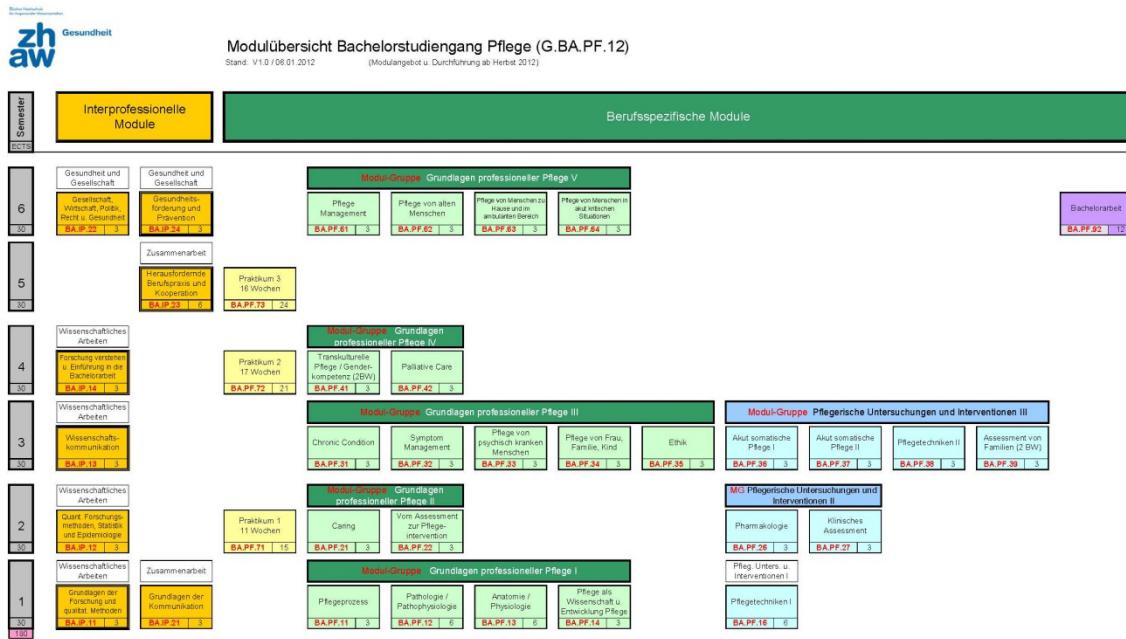 Zürcher Hochschule
für Angewandte Wissenschaften
zh
aw
Gesundheit
Modulübersicht Bachelorstudiengang Pflege (G.BA.PF.12)
Stand: V1.0 / 06.01.2012 (Modulangebot u. Durchführung ab Herbst 2012)
Semester
ECTS
Interprofessionelle
Module
Berufsspezifische Module
6
30
Gesundheit und
Gesellschaft
Gesellschaft,
Wirtschaft, Politik,
Recht u. Gesundheit
BA.IP.22 3
Gesundheit und
Gesellschaft
Gesundheits-
förderung und
Prävention
BA.IP.24 3
Modul-Gruppe Grundlagen professioneller Pflege V
Pflege
Management
BA.PF.61 3
Pflege von alten
Menschen
BA.PF.62 3
Pflege von Menschen zu
Hause und im
ambulanten Bereich
BA.PF.63 3
Pflege von Menschen in
akut kritischen
Situationen
BA.PF.64 3
Bachelorarbeit
BA.PF.92 12
5
30
Zusammenarbeit
Herausfordernde
Berufspraxis und
Kooperation
BA.IP.23 6
Praktikum 3
16 Wochen
BA.PF.73 24
4
30
Wissenschaftliches
Arbeiten
Forschung verstehen
u. Einführung in die
Bachelorarbeit
BA.IP.14 3
Praktikum 2
17 Wochen
BA.PF.72 21
Modul-Gruppe Grundlagen
professioneller Pflege IV
Transkulturelle
Pflege / Gender-
kompetenz (2BW)
BA.PF.41 3
Palliative Care
BA.PF.42 3
3
30
Wissenschaftliches
Arbeiten
Wissenschafts-
kommunikation
BA.IP.13 3
Modul-Gruppe Grundlagen professioneller Pflege III
Chronic Condition
BA.PF.31 3
Symptom
Management
BA.PF.32 3
Pflege von
psychisch kranken
Menschen
BA.PF.33 3
Pflege von Frau,
Familie, Kind
BA.PF.34 3
Ethik
BA.PF.35 3
Modul-Gruppe Pflegerische Untersuchungen und Interventionen III
Akut somatische
Pflege I
BA.PF.36 3
Akut somatische
Pflege II
BA.PF.37 3
Pflegetechniken II
BA.PF.38 3
Assessment von
Familien (2 BW)
BA.PF.39 3
2
30
Wissenschaftliches
Arbeiten
Quant. Forschungs-
methoden, Statistik
und Epidemiologie
BA.IP.12 3
Praktikum 1
11 Wochen
BA.PF.71 15
Modul-Gruppe Grundlagen
professioneller Pflege II
Caring
BA.PF.21 3
Vom Assessment
zur Pflege-
intervention
BA.PF.22 3
MG Pflegerische Untersuchungen und
Interventionen II
Pharmakologie
BA.PF.26 3
Klinisches
Assessment
BA.PF.27 3
1
30
180
Wissenschaftliches
Arbeiten
Grundlagen der
Forschung und
qualitat. Methoden
BA.IP.11 3
Zusammenarbeit
Grundlagen der
Kommunikation
BA.IP.21 3
Modul-Gruppe Grundlagen professioneller Pflege I
Pflegeprozess
BA.PF.11 3
Pathologie /
Pathophysiologie
BA.PF.12 6
Anatomie /
Physiologie
BA.PF.13 6
Pflege als
Wissenschaft u.
Entwicklung Pflege
BA.PF.14 3
Pfleg. Unters. u.
Interventionen I
Pflegetechniken I
BA.PF.16 6